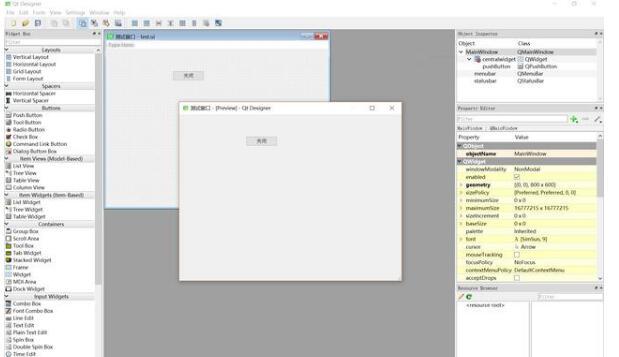 Qt Designer
File Edit Form View Settings Window Help
Widget Box
Filter
Layouts
Vertical Layout
Horizontal Layout
Grid Layout
Form Layout
Spacers
Horizontal Spacer
Vertical Spacer
Buttons
Push Button
Tool Button
Radio Button
Check Box
Command Link Button
Dialog Button Box
Item Views (Model-Based)
List View
Tree View
Table View
Column View
Item Widgets (Item-Based)
List Widget
Tree Widget
Table Widget
Containers
Group Box
Scroll Area
Tool Box
Tab Widget
Stacked Widget
Frame
Widget
MDI Area
Dock Widget
Input Widgets
Combo Box
Font Combo Box
Line Edit
Text Edit
Plain Text Edit
Spin Box
Double Spin Box
Time Edit
测试窗口 - test.ui
Type Here
关闭
测试窗口 - [Preview] - Qt Designer
关闭
Object Inspector
Filter
Object Class
MainWindow QMainWindow
centralwidget QWidget
pushButton QPushButton
menubar QMenuBar
statusbar QStatusBar
Property Editor
Filter
MainWindow : QMainWindow
Property Value
QObject
objectName MainWindow
QWidget
windowModality NonModal
enabled
geometry [(0, 0), 800 x 600]
sizePolicy [Preferred, Preferred, 0, 0]
minimumSize 0 x 0
maximumSize 16777215 x 16777215
sizeIncrement 0 x 0
baseSize 0 x 0
palette Inherited
font [SimSun, 9]
cursor Arrow
mouseTracking
focusPolicy NoFocus
contextMenuPolicy DefaultContextMenu
acceptDrops
Resource Browser
Filter
<resource root>